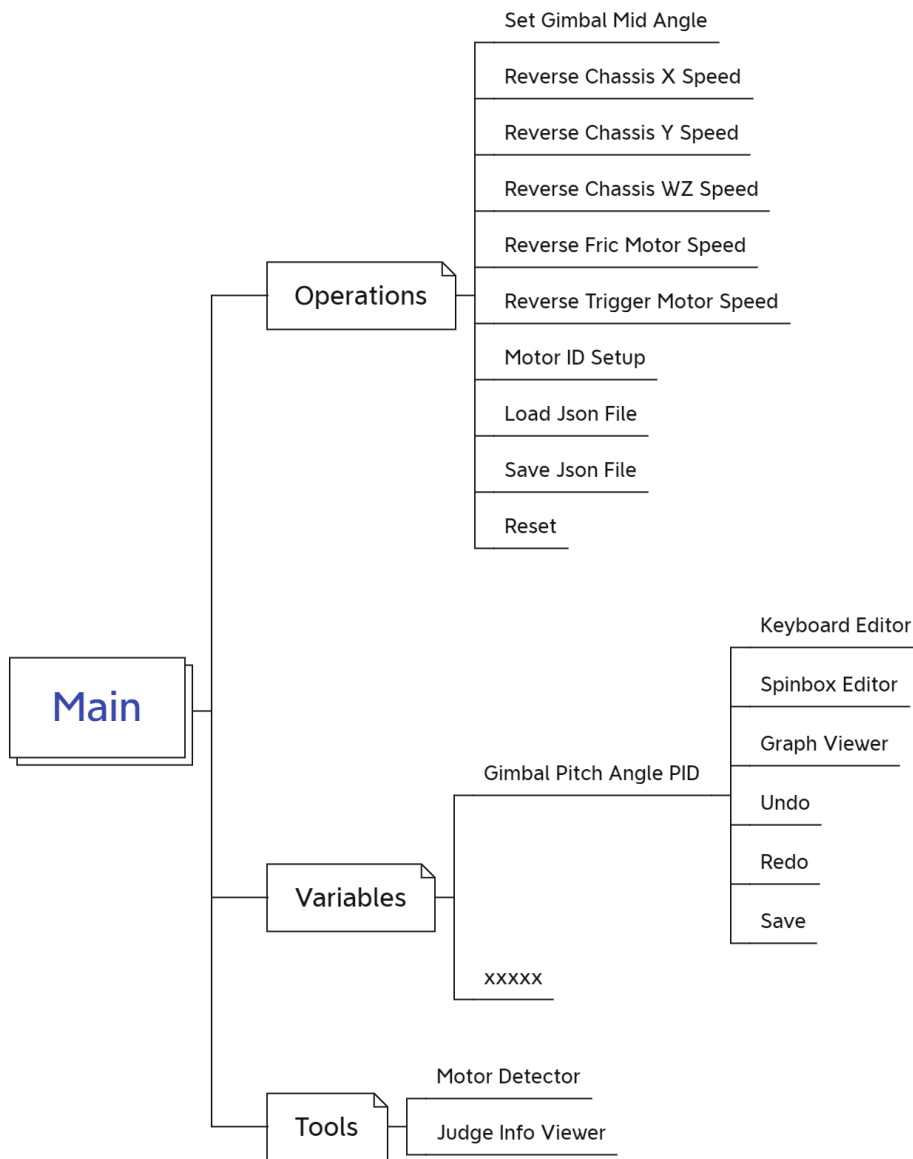 Main
Operations
Set Gimbal Mid Angle
Reverse Chassis X Speed
Reverse Chassis Y Speed
Reverse Chassis WZ Speed
Reverse Fric Motor Speed
Reverse Trigger Motor Speed
Motor ID Setup
Load Json File
Save Json File
Reset
Variables
Gimbal Pitch Angle PID
Keyboard Editor
Spinbox Editor
Graph Viewer
Undo
Redo
Save
xxxxx
Tools
Motor Detector
Judge Info Viewer